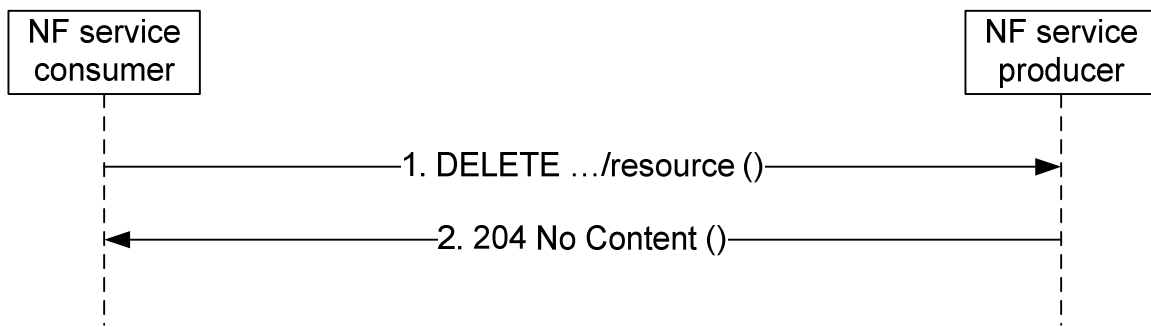 NF service
consumer
NF service
producer
1. DELETE …/resource ()
2. 204 No Content ()